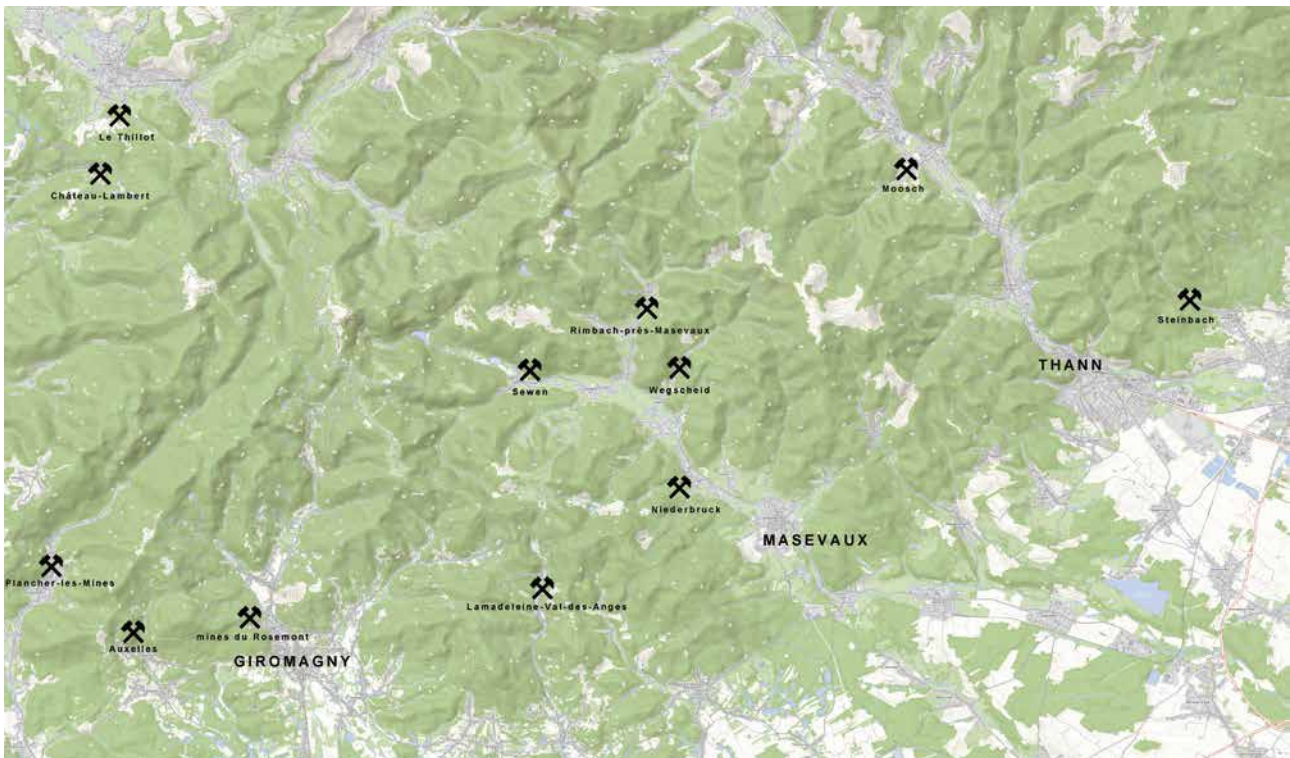 Le Thillot
Château-Lambert
Moosch
Rimbach-près-Masevaux
Steinbach
THANN
Sewen
Wegscheid
Niederbruck
MASEVAUX
Plancher-les-Mines
Lamadeleine-Val-des-Anges
mines du Rosemont
Auxelles
GIROMAGNY